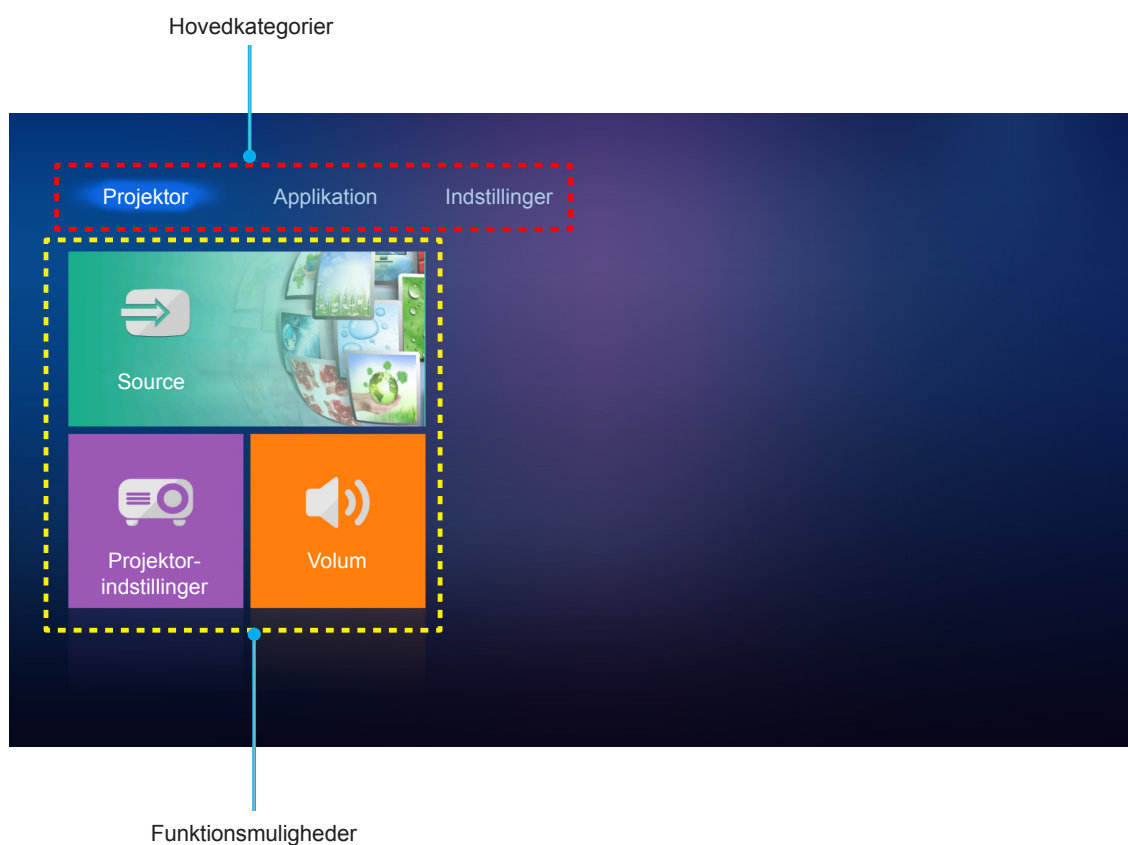 Hovedkategorier
Projektor Applikation Indstillinger
Source
Projektor-
indstillinger
Volum
Funktionsmuligheder